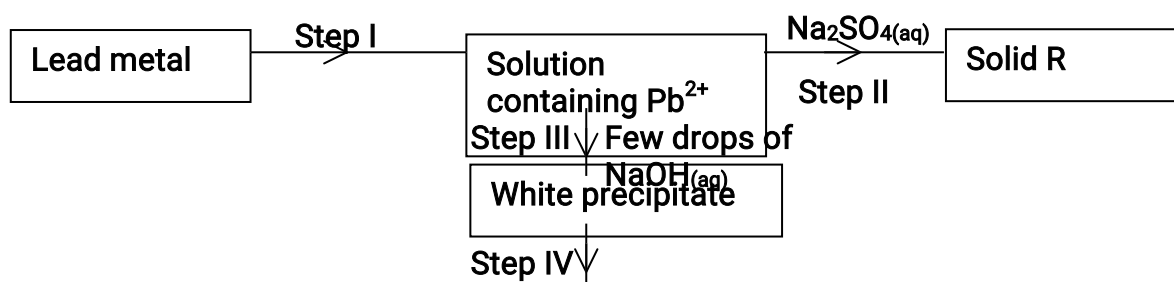 Lead metal
Step I
Solution
containing Pb²⁺
Na₂SO₄(aq)
Step II
Solid R
Step III
Few drops of
NaOH(aq)
White precipitate
Step IV